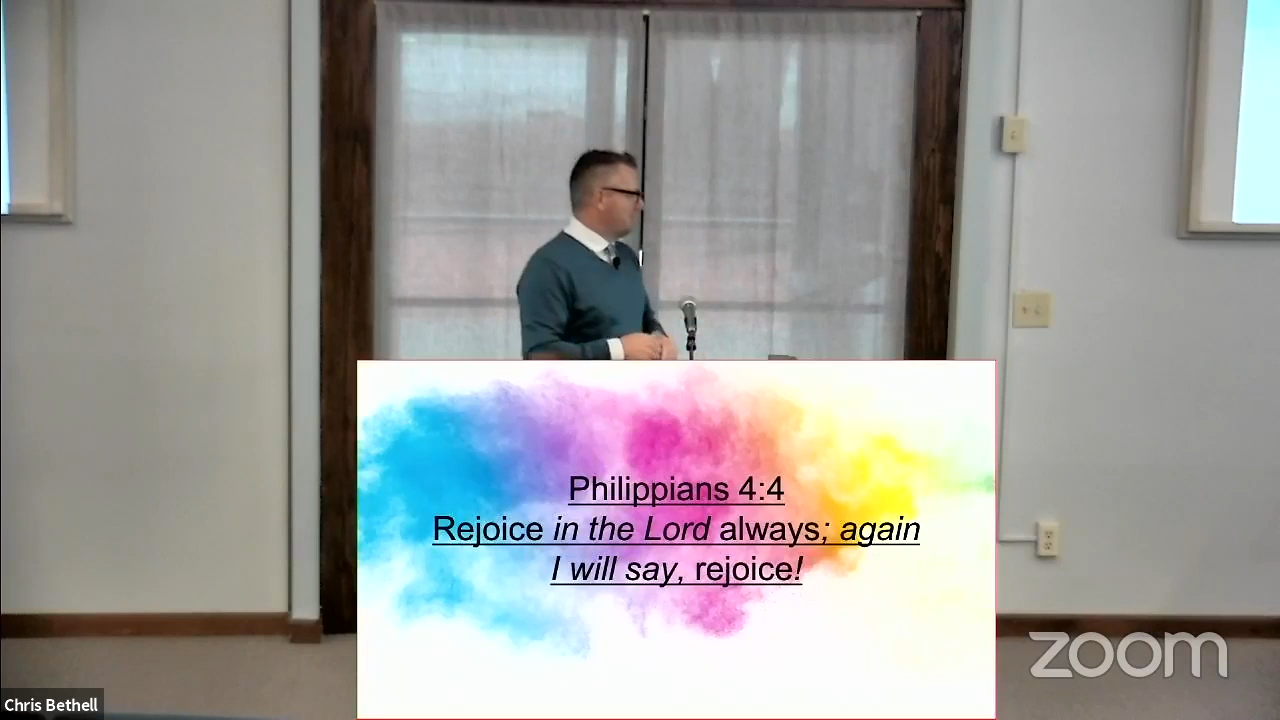 Philippians 4:4
Rejoice in the Lord always; again
I will say, rejoice!
zoom
Chris Bethell